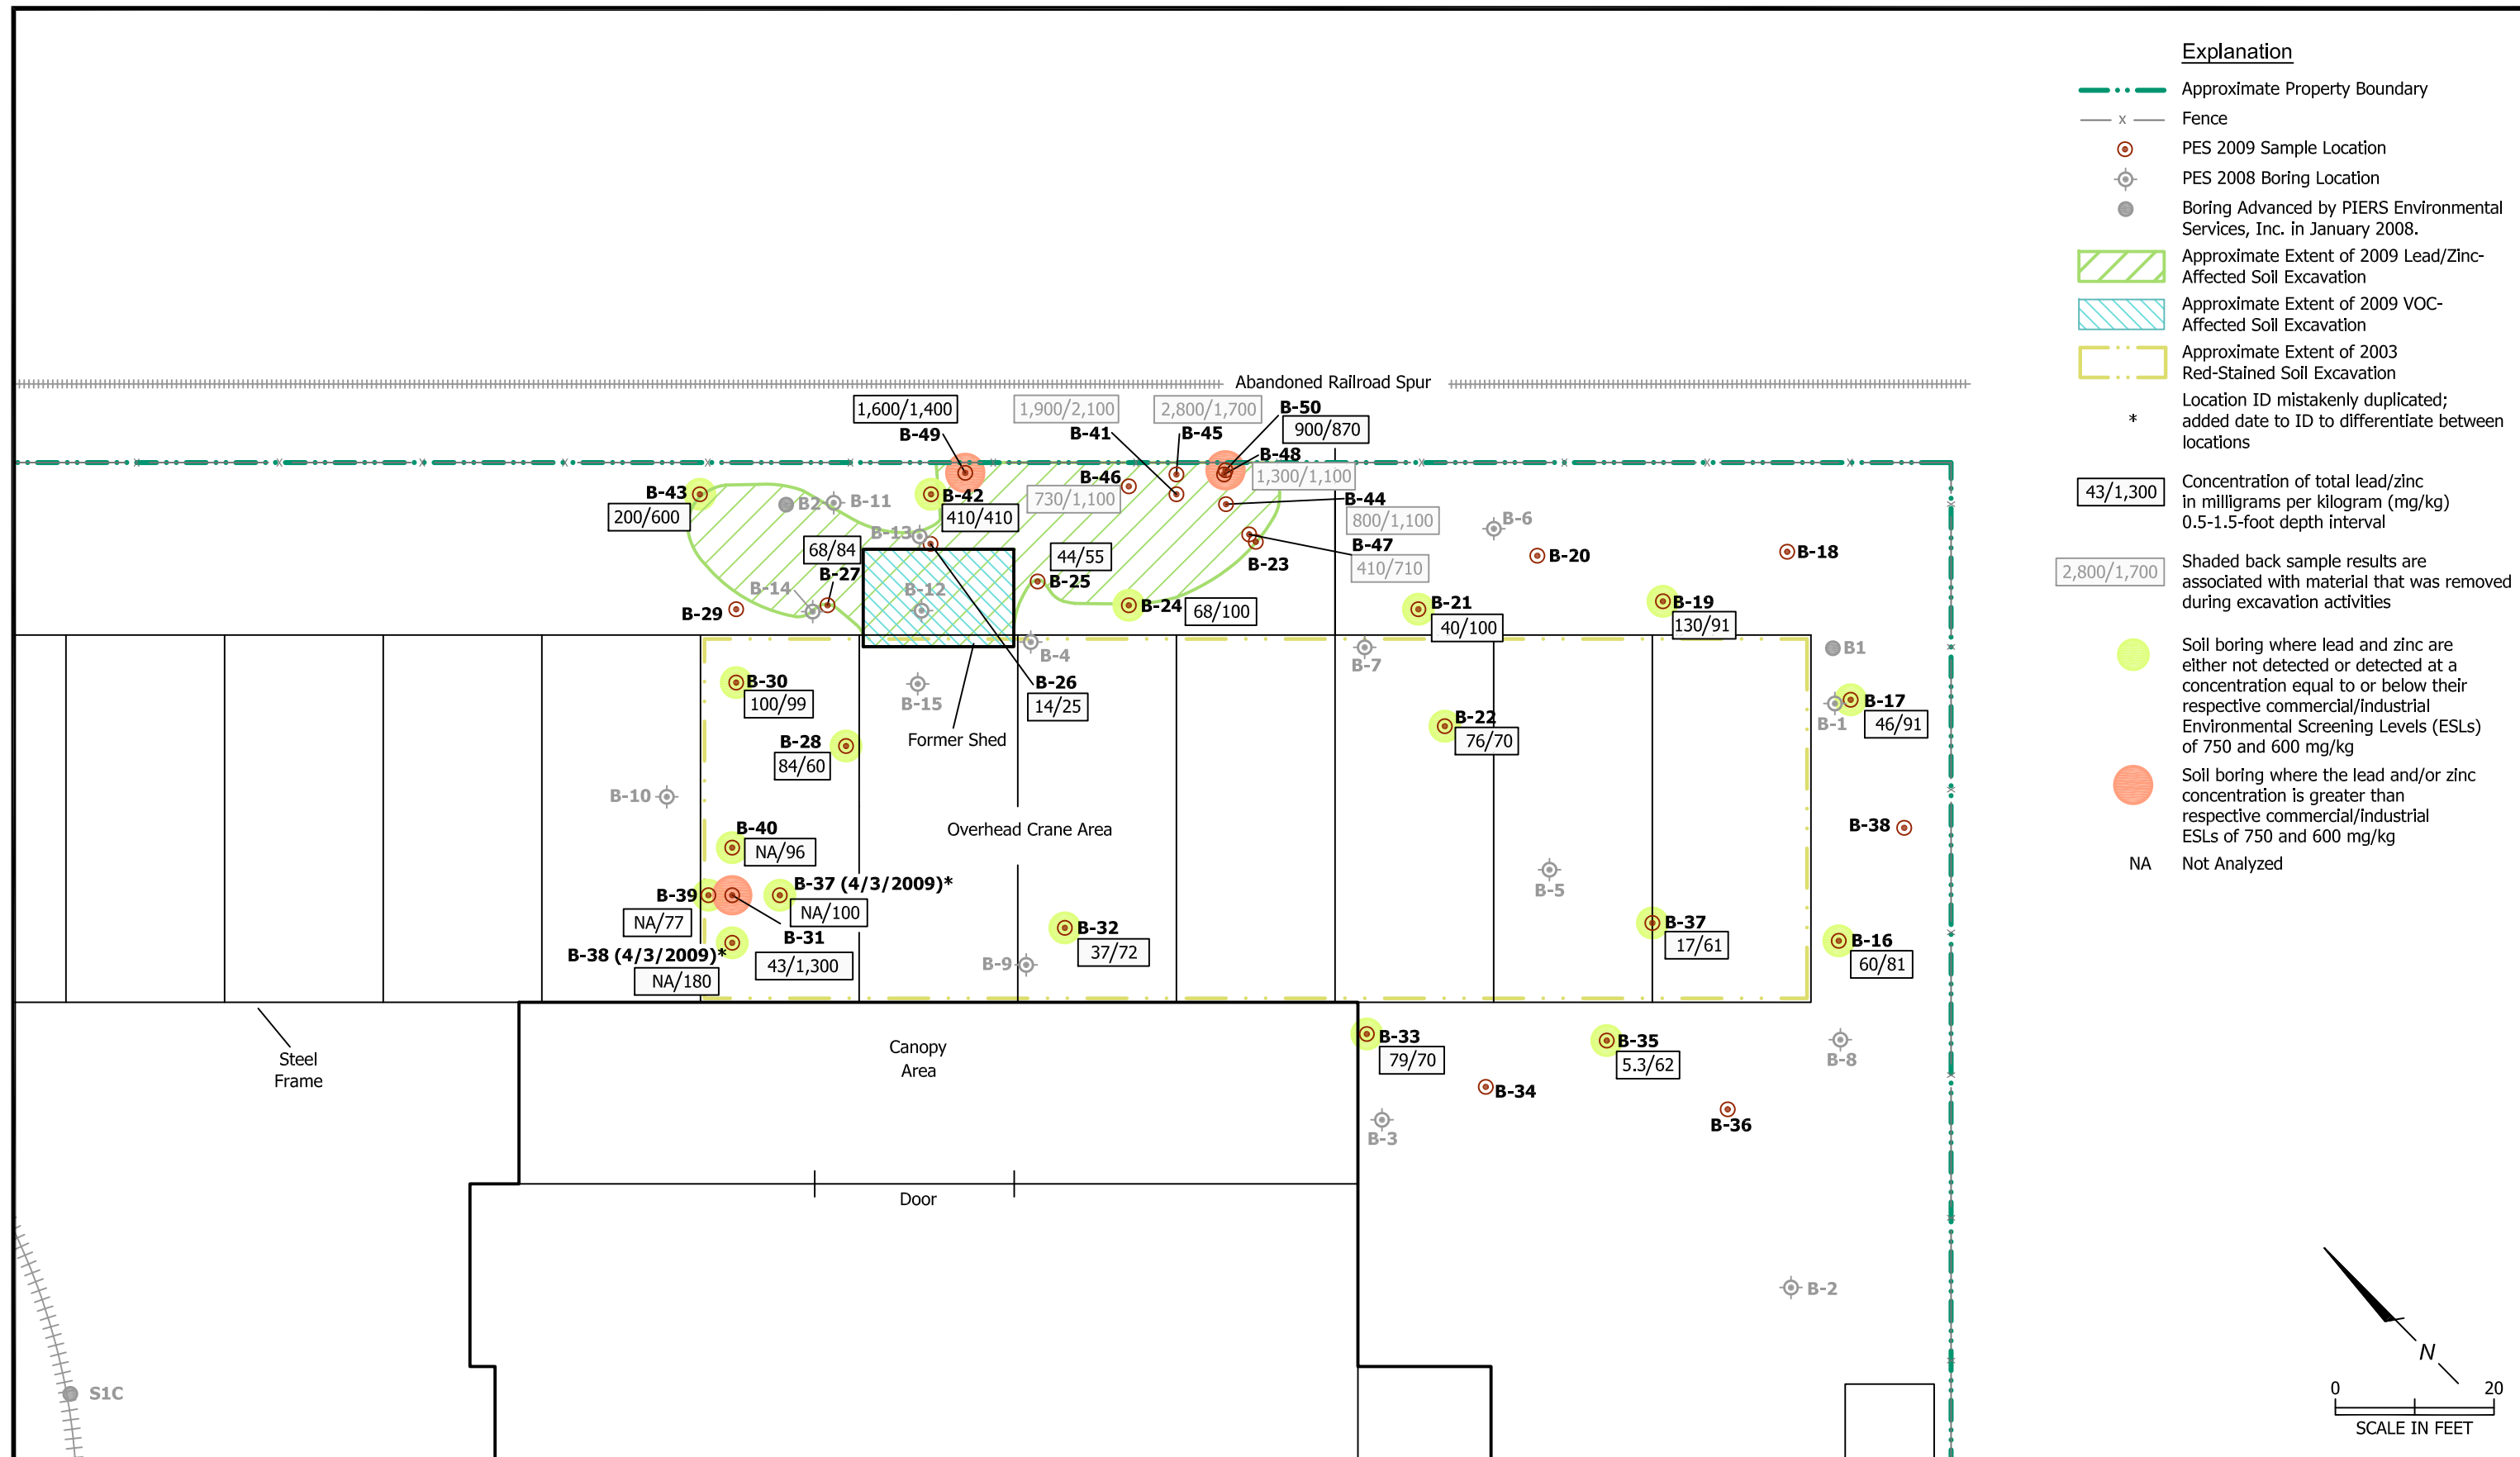 Explanation
Approximate Property Boundary
x
Fence
PES 2009 Sample Location
PES 2008 Boring Location
Boring Advanced by PIERS Environmental
Services, Inc. in January 2008.
Approximate Extent of 2009 Lead/Zinc-
Affected Soil Excavation
Approximate Extent of 2009 VOC-
Affected Soil Excavation
Approximate Extent of 2003
Red-Stained Soil Excavation
*
Location ID mistakenly duplicated;
added date to ID to differentiate between
locations
43/1,300
Concentration of total lead/zinc
in milligrams per kilogram (mg/kg)
0.5-1.5-foot depth interval
2,800/1,700
Shaded back sample results are
associated with material that was removed
during excavation activities
Soil boring where lead and zinc are
either not detected or detected at a
concentration equal to or below their
respective commercial/industrial
Environmental Screening Levels (ESLs)
of 750 and 600 mg/kg
Soil boring where the lead and/or zinc
concentration is greater than
respective commercial/industrial
ESLs of 750 and 600 mg/kg
NA
Not Analyzed
Abandoned Railroad Spur
1,600/1,400
B-49
1,900/2,100
B-41
2,800/1,700
B-45
B-50
900/870
B-48
1,300/1,100
B-46
730/1,100
B-44
800/1,100
B-47
410/710
B-23
B-43
200/600
B2
B-11
B-42
410/410
B-13
68/84
B-27
B-14
B-12
B-29
44/55
B-25
B-24
68/100
B-6
B-20
B-18
B-21
40/100
B-19
130/91
B-4
B-7
B1
B-26
14/25
B-15
Former Shed
B-30
100/99
B-28
84/60
B-22
76/70
B-17
46/91
B-1
B-10
Overhead Crane Area
B-38
B-40
NA/96
B-39
NA/77
B-37 (4/3/2009)*
NA/100
B-31
43/1,300
B-38 (4/3/2009)*
NA/180
B-5
B-32
37/72
B-9
B-37
17/61
B-16
60/81
Steel
Frame
Canopy
Area
Door
B-33
79/70
B-35
5.3/62
B-8
B-34
B-36
B-3
B-2
S1C
N
0 20
SCALE IN FEET